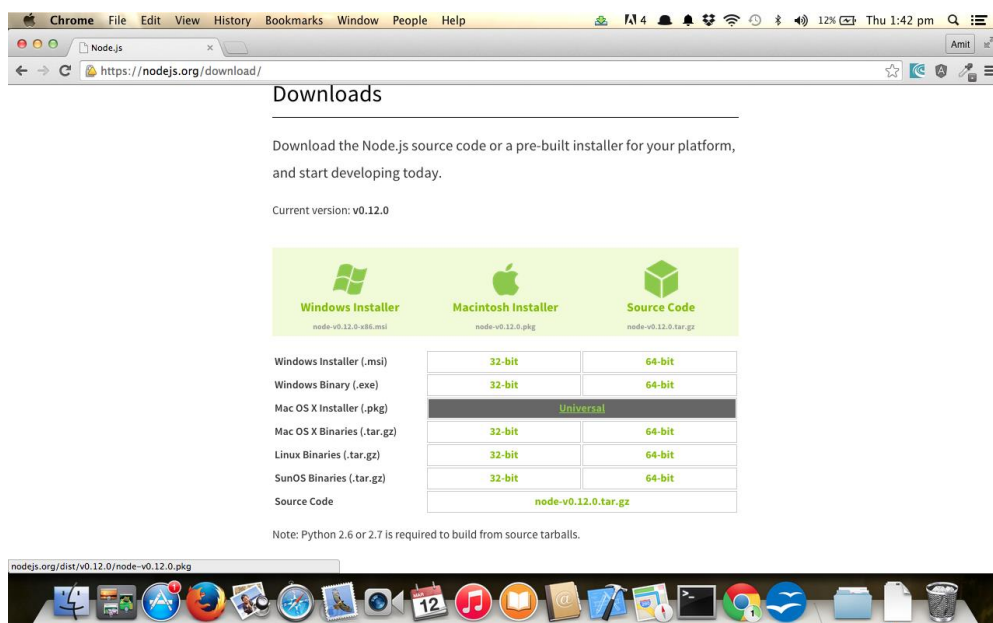 Chrome File Edit View History Bookmarks Window People Help 4 12% Thu 1:42 pm
Node.js Amit
https://nodejs.org/download/
Downloads
Download the Node.js source code or a pre-built installer for your platform,
and start developing today.
Current version: v0.12.0
Windows Installer Macintosh Installer Source Code
node-v0.12.0-x86.msi node-v0.12.0.pkg node-v0.12.0.tar.gz
Windows Installer (.msi) 32-bit 64-bit
Windows Binary (.exe) 32-bit 64-bit
Mac OS X Installer (.pkg) Universal
Mac OS X Binaries (.tar.gz) 32-bit 64-bit
Linux Binaries (.tar.gz) 32-bit 64-bit
SunOS Binaries (.tar.gz) 32-bit 64-bit
Source Code node-v0.12.0.tar.gz
Note: Python 2.6 or 2.7 is required to build from source tarballs.
nodejs.org/dist/v0.12.0/node-v0.12.0.pkg
1 MAR 12 1